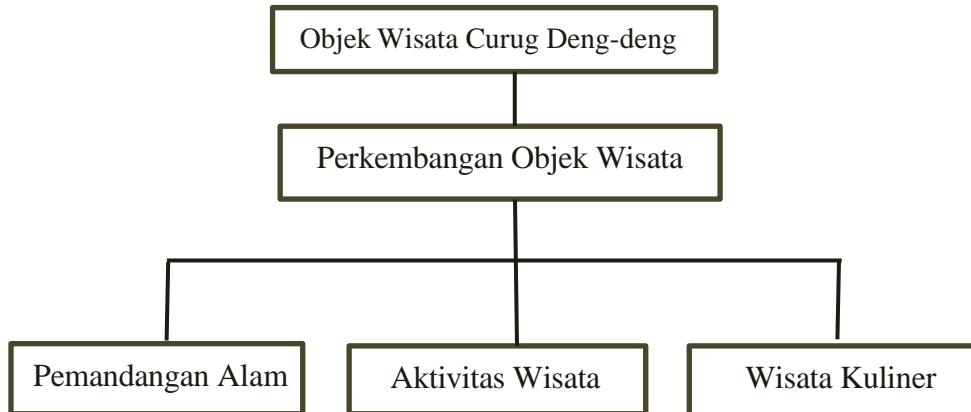 Objek Wisata Curug Deng-deng
Perkembangan Objek Wisata
Pemandangan Alam
Aktivitas Wisata
Wisata Kuliner